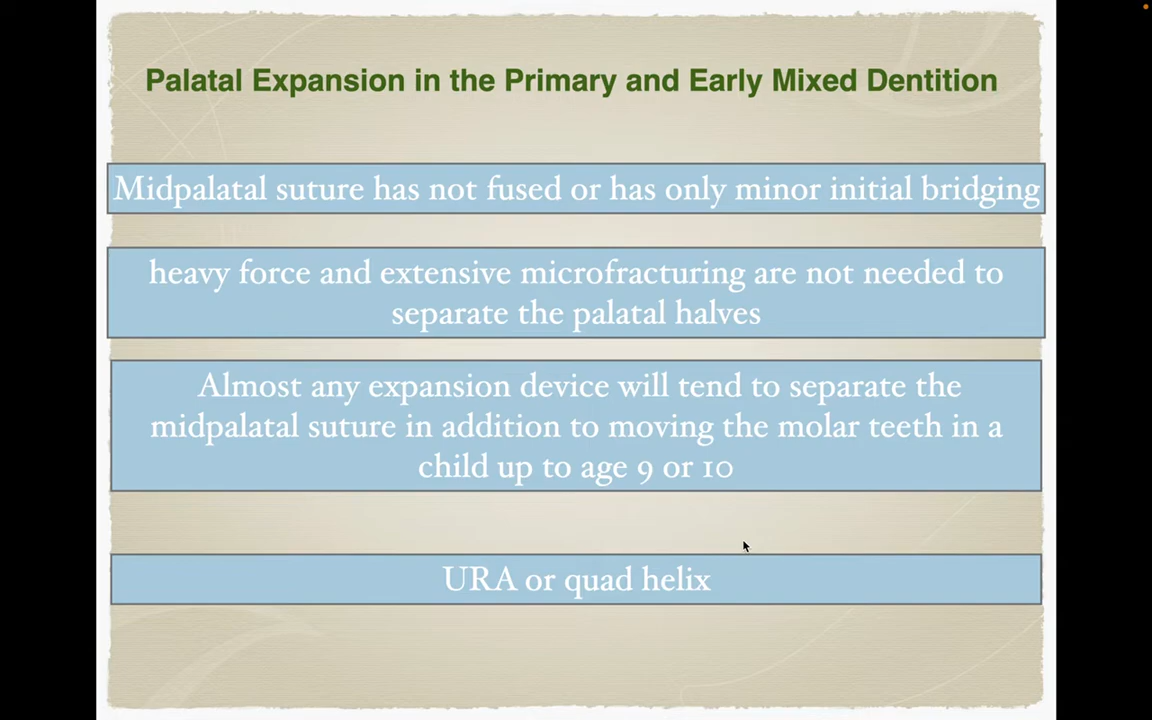 Palatal Expansion in the Primary and Early Mixed Dentition
Midpalatal suture has not fused or has only minor initial bridging
heavy force and extensive microfracturing are not needed to
separate the palatal halves
Almost any expansion device will tend to separate the
midpalatal suture in addition to moving the molar teeth in a
child up to age 9 or 10
URA or quad helix